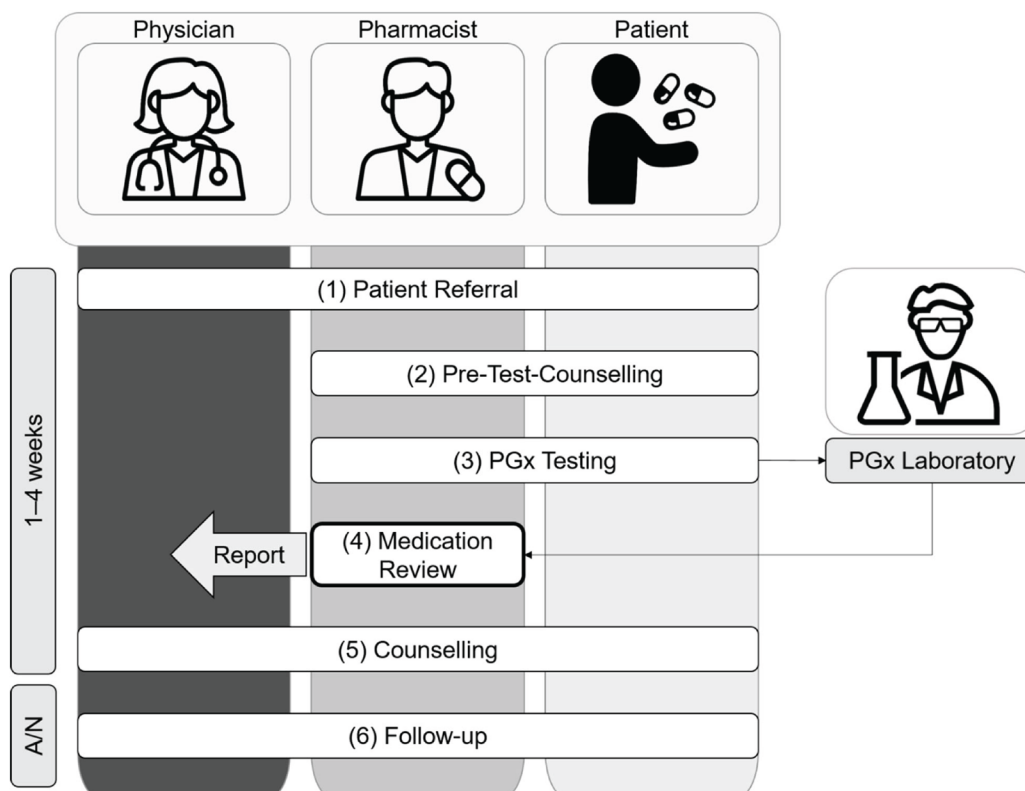 Physician
Pharmacist
Patient
(1) Patient Referral
(2) Pre-Test-Counselling
(3) PGx Testing
PGx Laboratory
1–4 weeks
(4) Medication
Review
Report
(5) Counselling
A/N
(6) Follow-up